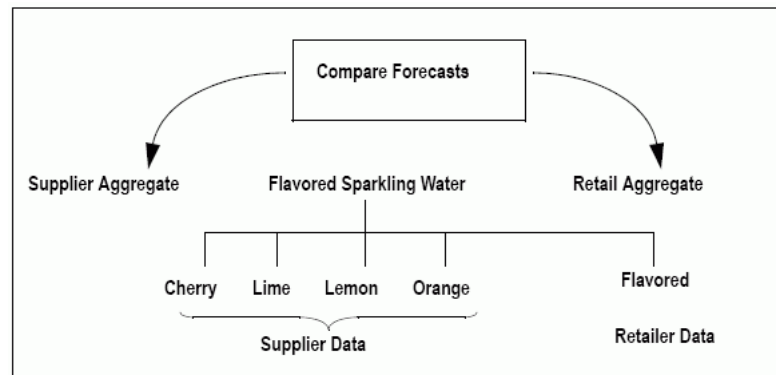 Compare Forecasts
Supplier Aggregate Flavored Sparkling Water Retail Aggregate
Cherry Lime Lemon Orange Flavored
Supplier Data Retailer Data